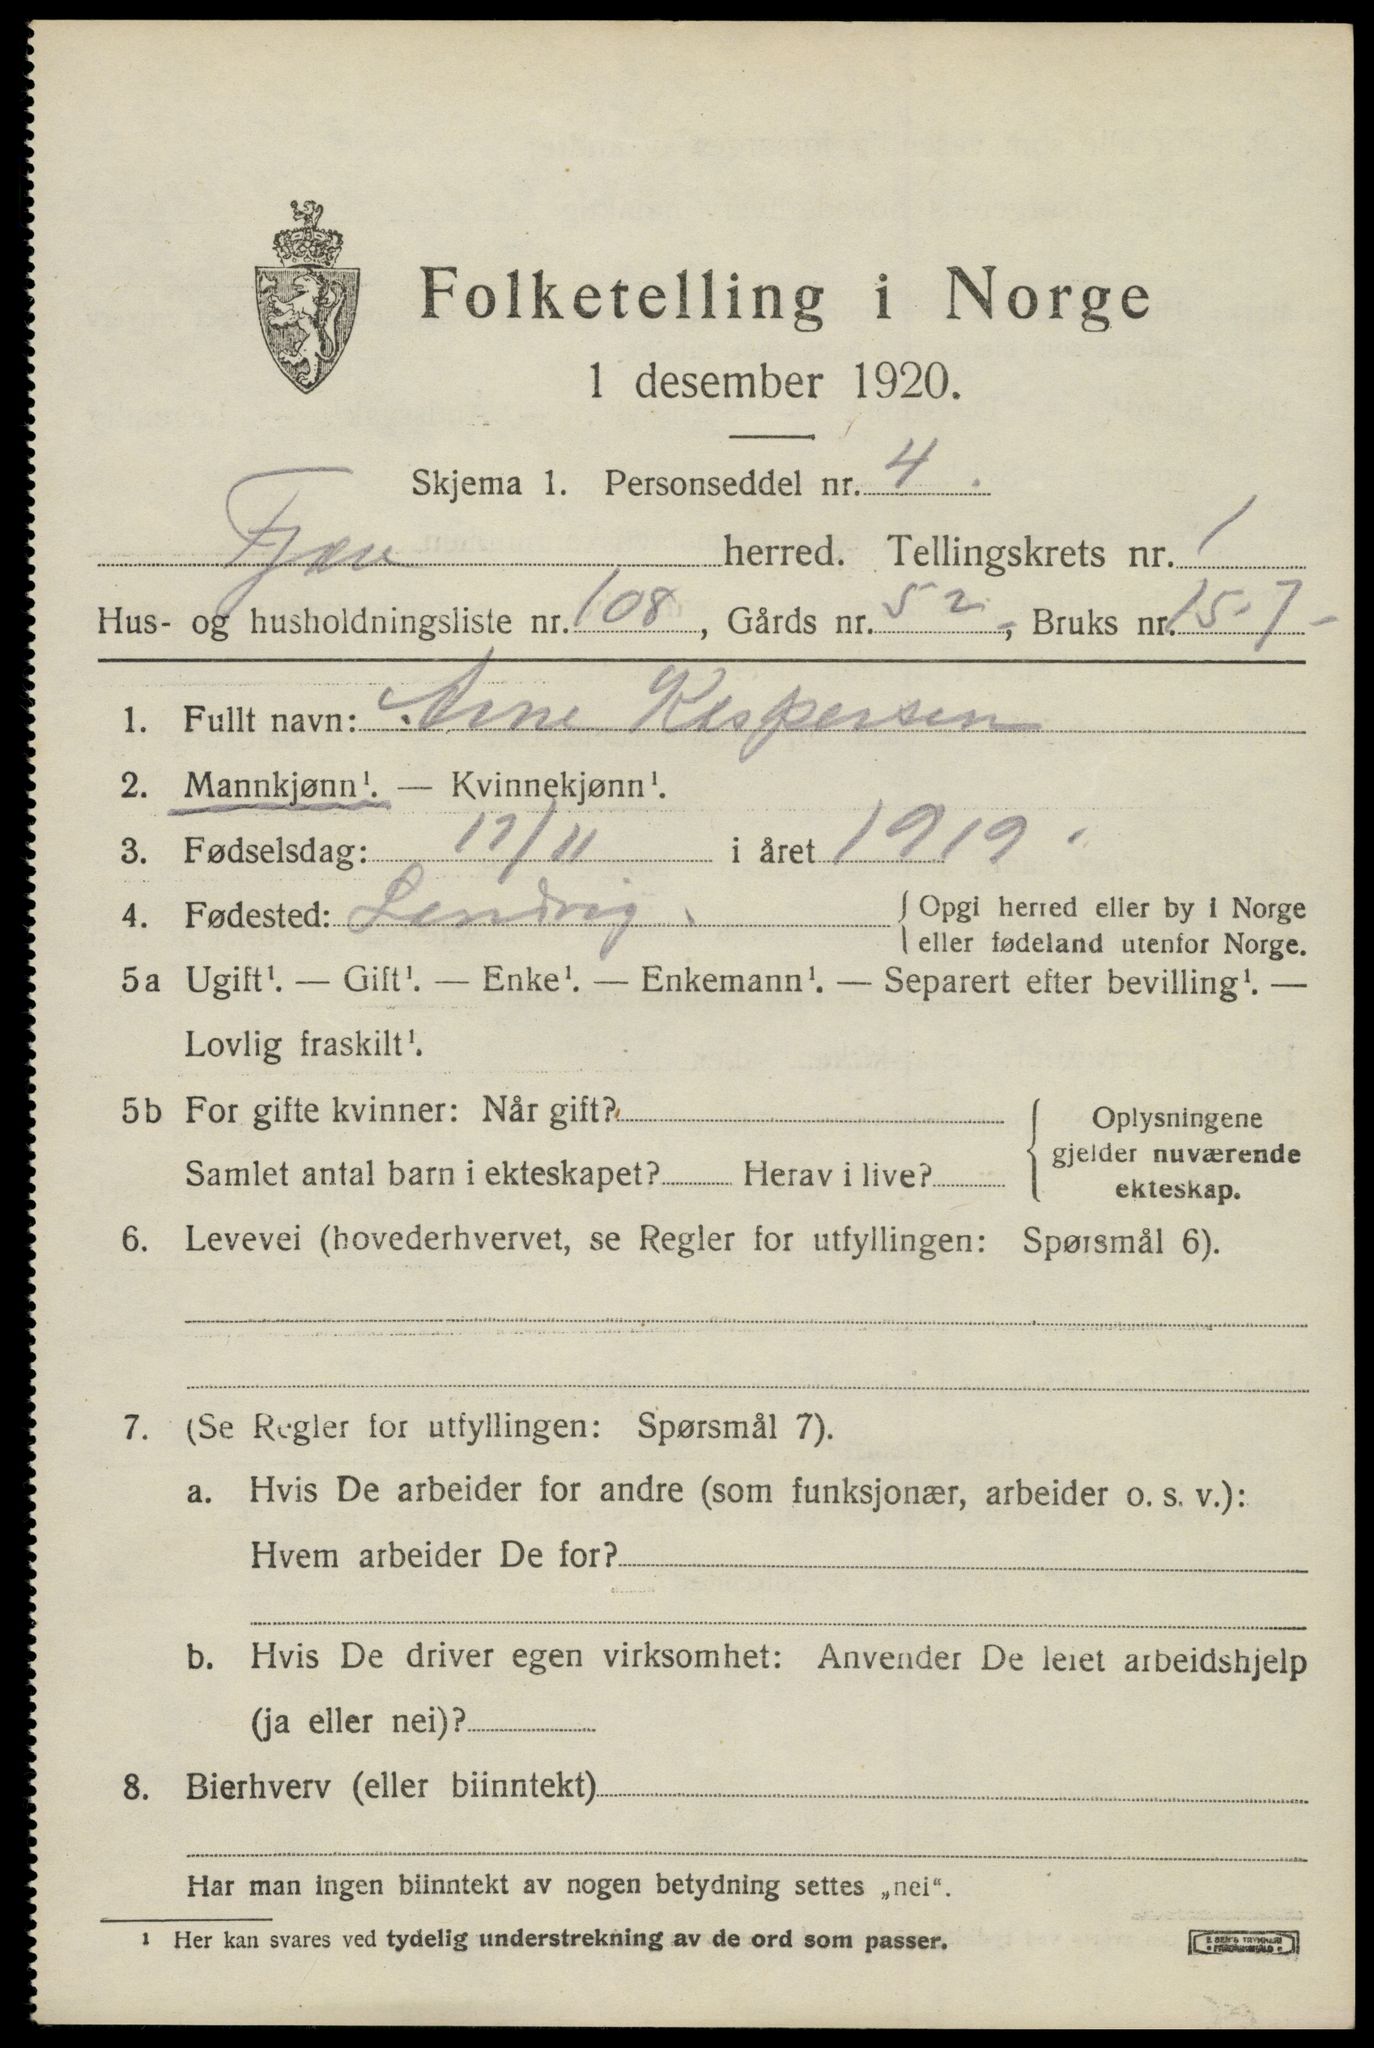 Folketelling i Norge
1 desember 1920.
Skjema 1. Personseddel nr. 4.
Fjære herred. Tellingskrets nr. 1
Hus- og husholdningsliste nr. 108, Gårds nr. 52, Bruks nr. 157
1. Fullt navn: Arne Kaspersen
2. Mannkjønn¹. — Kvinnekjønn¹.
3. Fødselsdag: 17/11 i året 1919.
4. Fødested: Landvig. { Opgi herred eller by i Norge
eller fødeland utenfor Norge.
5a Ugift¹. — Gift¹. — Enke¹. — Enkemann¹. — Separert efter bevilling¹. —
Lovlig fraskilt¹.
5b For gifte kvinner: Når gift? { Oplysningene
gjelder nuværende
Samlet antal barn i ekteskapet? Herav i live?
ekteskap.
6. Levevei (hovederhvervet, se Regler for utfyllingen: Spørsmål 6).
7. (Se Regler for utfyllingen: Spørsmål 7).
a. Hvis De arbeider for andre (som funksjonær, arbeider o. s. v.):
Hvem arbeider De for?
b. Hvis De driver egen virksomhet: Anvender De leiet arbeidshjelp
(ja eller nei)?
8. Bierhverv (eller biinntekt)
Har man ingen biinntekt av nogen betydning settes „nei“.
1 Her kan svares ved tydelig understrekning av de ord som passer.